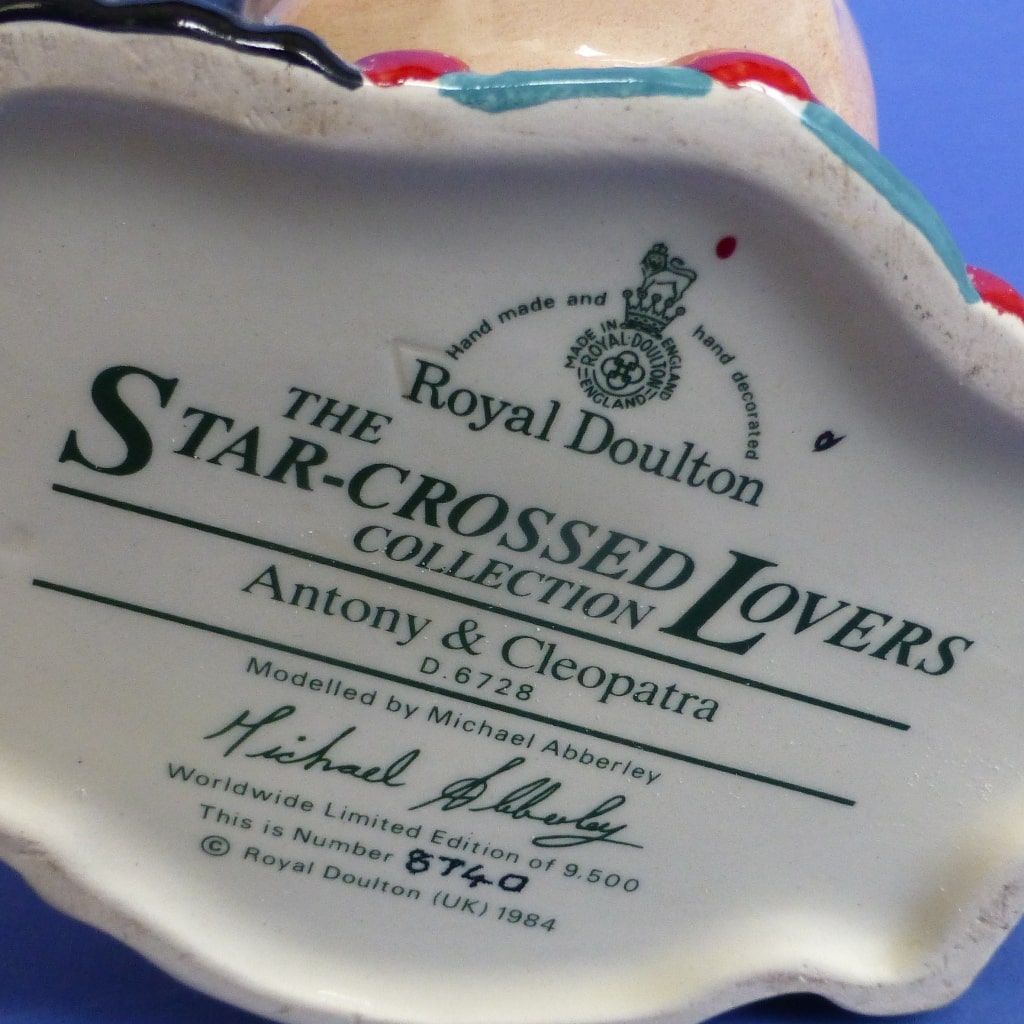 Hand made and hand decorated
MADE IN ENGLAND
ROYAL·DOULTON
ENGLAND
Royal Doulton
THE
STAR-CROSSED LOVERS
COLLECTION
Antony & Cleopatra
D.6728
Modelled by Michael Abberley
Michael Abberley
Worldwide Limited Edition of 9.500
This is Number 8740
© Royal Doulton (UK) 1984